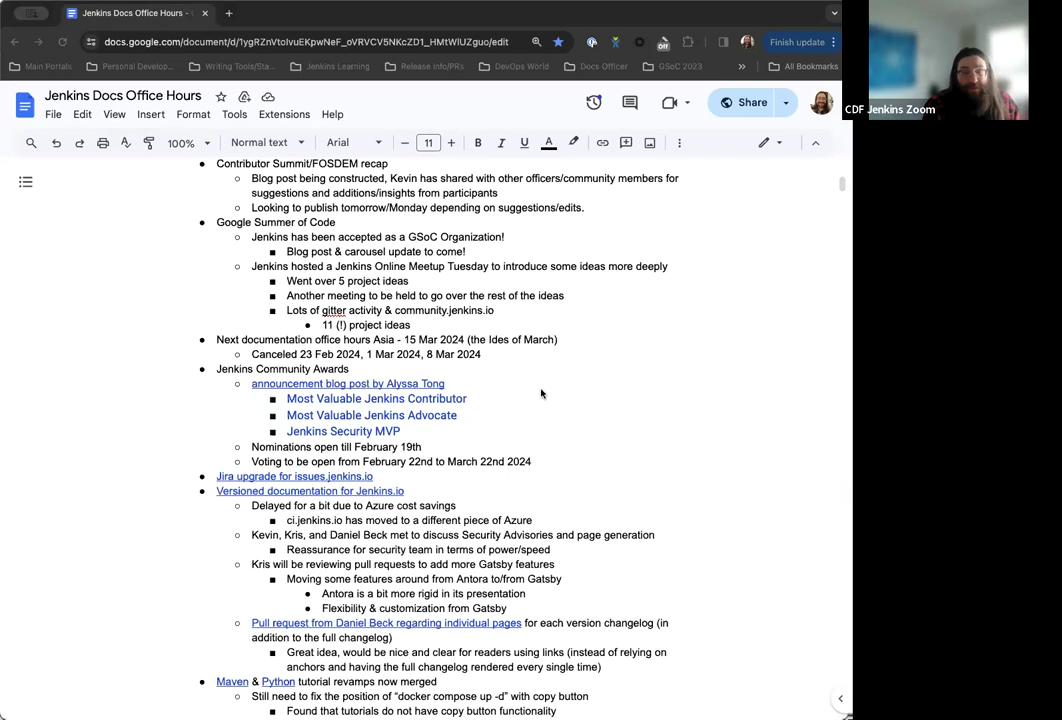 Jenkins Docs Office Hours -
docs.google.com/document/d/1ygRZnVtoIvuEKpwNeF_oVRVCV5NKcZD1_HMtWlUZguo/edit
Off
Finish update
Main Portals
Personal Develop...
Writing Tools/Sta...
Jenkins Learning
Release Info/PRs
DevOps World
Docs Officer
GSoC 2023
All Bookmarks
CDF Jenkins Zoom
Jenkins Docs Office Hours
File Edit View Insert Format Tools Extensions Help
Share
100% Normal text Arial 11 B I U A
Contributor Summit/FOSDEM recap
Blog post being constructed, Kevin has shared with other officers/community members for
suggestions and additions/insights from participants
Looking to publish tomorrow/Monday depending on suggestions/edits.
Google Summer of Code
Jenkins has been accepted as a GSoC Organization!
Blog post & carousel update to come!
Jenkins hosted a Jenkins Online Meetup Tuesday to introduce some ideas more deeply
Went over 5 project ideas
Another meeting to be held to go over the rest of the ideas
Lots of gitter activity & community.jenkins.io
11 (!) project ideas
Next documentation office hours Asia - 15 Mar 2024 (the Ides of March)
Canceled 23 Feb 2024, 1 Mar 2024, 8 Mar 2024
Jenkins Community Awards
announcement blog post by Alyssa Tong
Most Valuable Jenkins Contributor
Most Valuable Jenkins Advocate
Jenkins Security MVP
Nominations open till February 19th
Voting to be open from February 22nd to March 22nd 2024
Jira upgrade for issues.jenkins.io
Versioned documentation for Jenkins.io
Delayed for a bit due to Azure cost savings
ci.jenkins.io has moved to a different piece of Azure
Kevin, Kris, and Daniel Beck met to discuss Security Advisories and page generation
Reassurance for security team in terms of power/speed
Kris will be reviewing pull requests to add more Gatsby features
Moving some features around from Antora to/from Gatsby
Antora is a bit more rigid in its presentation
Flexibility & customization from Gatsby
Pull request from Daniel Beck regarding individual pages for each version changelog (in
addition to the full changelog)
Great idea, would be nice and clear for readers using links (instead of relying on
anchors and having the full changelog rendered every single time)
Maven & Python tutorial revamps now merged
Still need to fix the position of “docker compose up -d” with copy button
Found that tutorials do not have copy button functionality